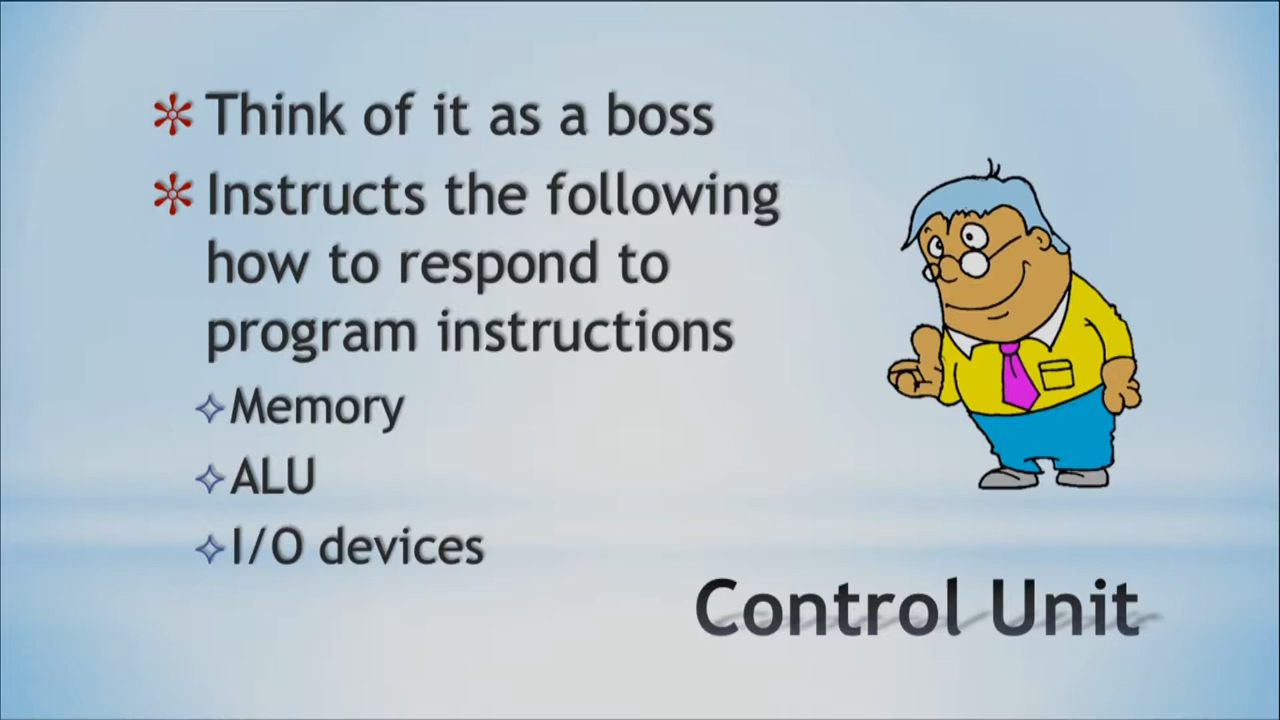 Think of it as a boss
Instructs the following
how to respond to
program instructions
Memory
ALU
I/O devices
Control Unit